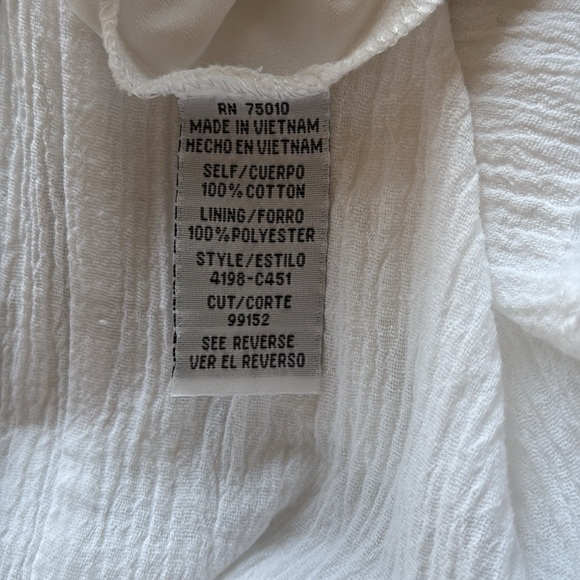 RN 75010
MADE IN VIETNAM
HECHO EN VIETNAM
SELF/CUERPO
100% COTTON
LINING/FORRO
100% POLYESTER
STYLE/ESTILO
4198-C451
CUT/CORTE
99152
SEE REVERSE
VER EL REVERSO